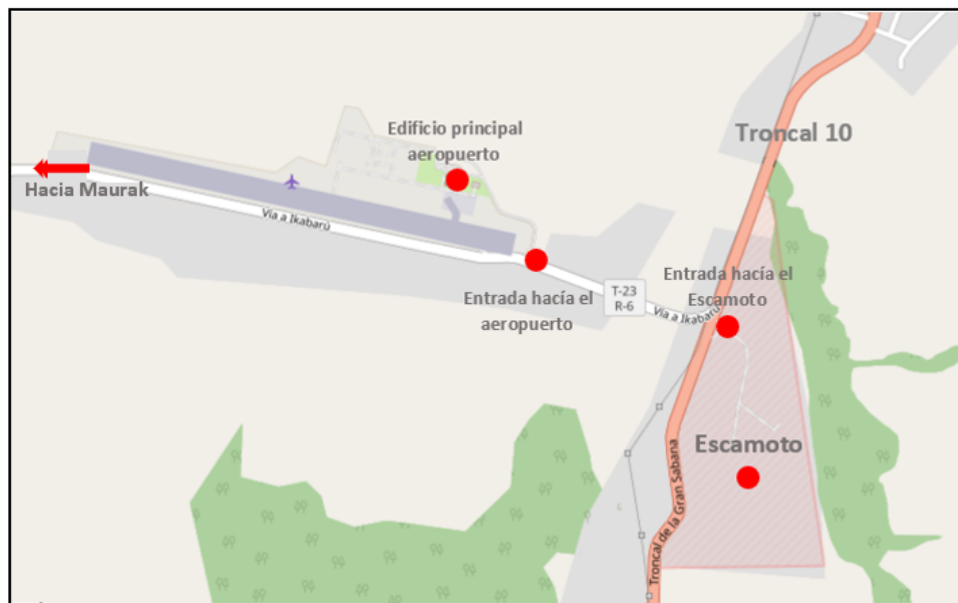 Troncal 10
Edificio principal
aeropuerto
Hacia Maurak
Vía a Ikabarú
Entrada hacía el
Escamoto
Entrada hacía el
aeropuerto
T-23
R-6
Vía a Ikabarú
Escamoto
Troncal de la Gran Sabana